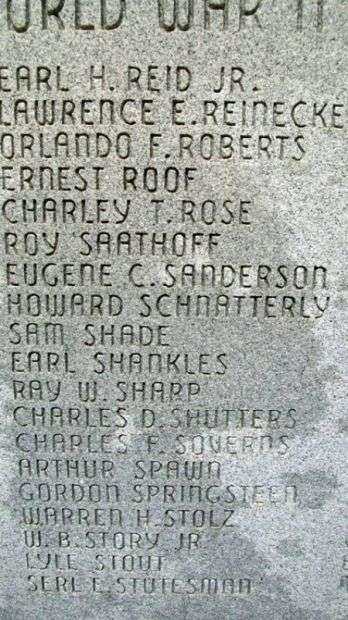 WORLD WAR II
EARL H. REID JR.
LAWRENCE E. REINECKE
ORLANDO F. ROBERTS
ERNEST ROOF
CHARLEY T. ROSE
ROY SAATHOFF
EUGENE C. SANDERSON
HOWARD SCHNATTERLY
SAM SHADE
EARL SHANKLES
RAY W. SHARP
CHARLES D. SHUTTERS
CHARLES F. SOVERNS
ARTHUR SPAWN
GORDON SPRINGSTEEN
WARREN H. STOLZ
W. B. STORY JR
LYLE STOUT
SERL E. STUTESMAN